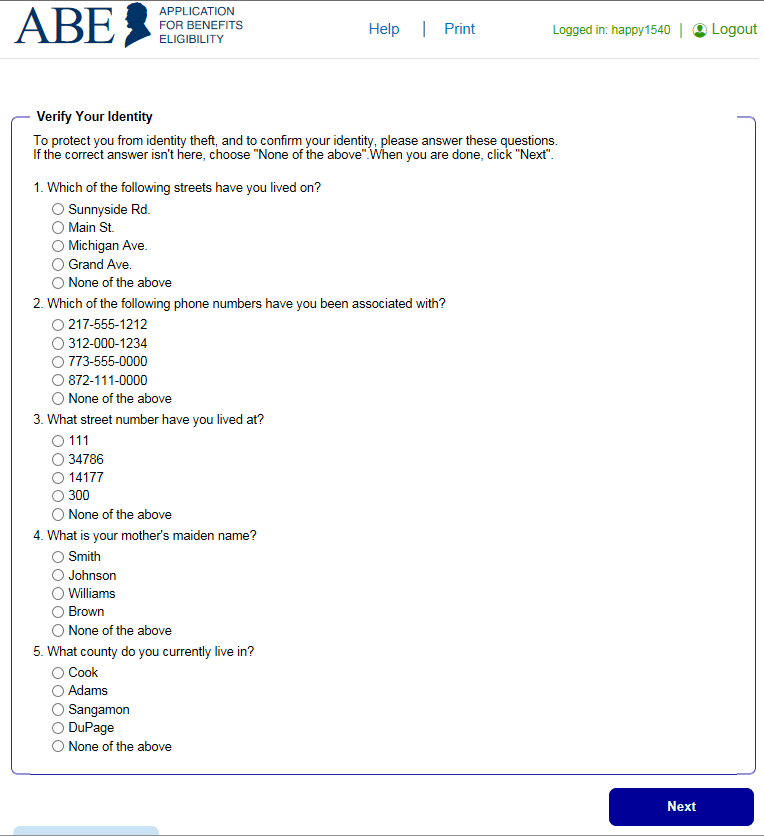 ABE
APPLICATION
FOR BENEFITS
ELIGIBILITY
Help | Print
Logged in: happy1540 | Logout
Verify Your Identity
To protect you from identity theft, and to confirm your identity, please answer these questions.
If the correct answer isn't here, choose "None of the above".When you are done, click "Next".
1. Which of the following streets have you lived on?
Sunnyside Rd.
Main St.
Michigan Ave.
Grand Ave.
None of the above
2. Which of the following phone numbers have you been associated with?
217-555-1212
312-000-1234
773-555-0000
872-111-0000
None of the above
3. What street number have you lived at?
111
34786
14177
300
None of the above
4. What is your mother's maiden name?
Smith
Johnson
Williams
Brown
None of the above
5. What county do you currently live in?
Cook
Adams
Sangamon
DuPage
None of the above
Next